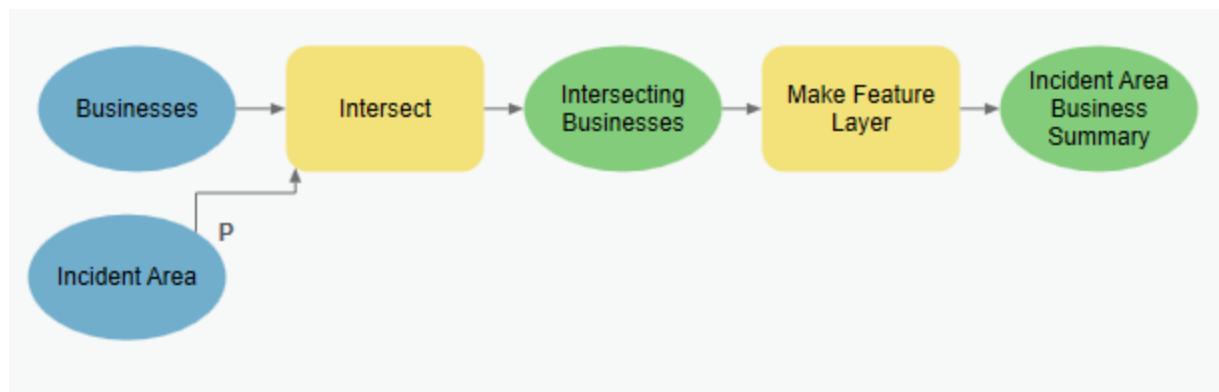 Businesses
Intersect
Intersecting
Businesses
Make Feature
Layer
Incident Area
Business
Summary
P
Incident Area